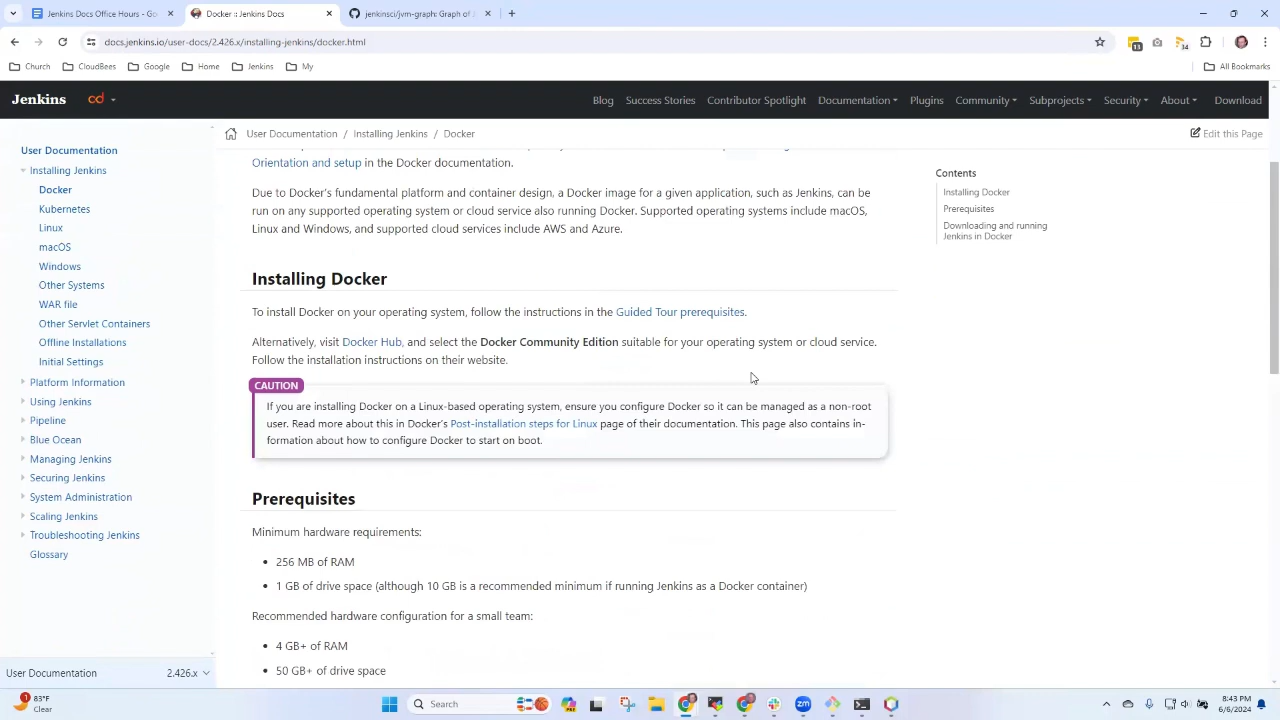 Jenkins Docs Office Hours - Go
Docker :: Jenkins Docs
jenkinsci/jvm-graph: Graph of J
docs.jenkins.io/user-docs/2.426.x/installing-jenkins/docker.html
13
34
Church
CloudBees
Google
Home
Jenkins
My
All Bookmarks
Jenkins
cd
Blog
Success Stories
Contributor Spotlight
Documentation
Plugins
Community
Subprojects
Security
About
Download
User Documentation / Installing Jenkins / Docker
Edit this Page
User Documentation
Installing Jenkins
Docker
Kubernetes
Linux
macOS
Windows
Other Systems
WAR file
Other Servlet Containers
Offline Installations
Initial Settings
Platform Information
Using Jenkins
Pipeline
Blue Ocean
Managing Jenkins
Securing Jenkins
System Administration
Scaling Jenkins
Troubleshooting Jenkins
Glossary
User Documentation
2.426.x
Orientation and setup in the Docker documentation.
Due to Docker's fundamental platform and container design, a Docker image for a given application, such as Jenkins, can be
run on any supported operating system or cloud service also running Docker. Supported operating systems include macOS,
Linux and Windows, and supported cloud services include AWS and Azure.
Installing Docker
To install Docker on your operating system, follow the instructions in the Guided Tour prerequisites.
Alternatively, visit Docker Hub, and select the Docker Community Edition suitable for your operating system or cloud service.
Follow the installation instructions on their website.
CAUTION
If you are installing Docker on a Linux-based operating system, ensure you configure Docker so it can be managed as a non-root
user. Read more about this in Docker's Post-installation steps for Linux page of their documentation. This page also contains in-
formation about how to configure Docker to start on boot.
Prerequisites
Minimum hardware requirements:
256 MB of RAM
1 GB of drive space (although 10 GB is a recommended minimum if running Jenkins as a Docker container)
Recommended hardware configuration for a small team:
4 GB+ of RAM
50 GB+ of drive space
Contents
Installing Docker
Prerequisites
Downloading and running
Jenkins in Docker
1
83°F
Clear
Search
8:43 PM
6/6/2024